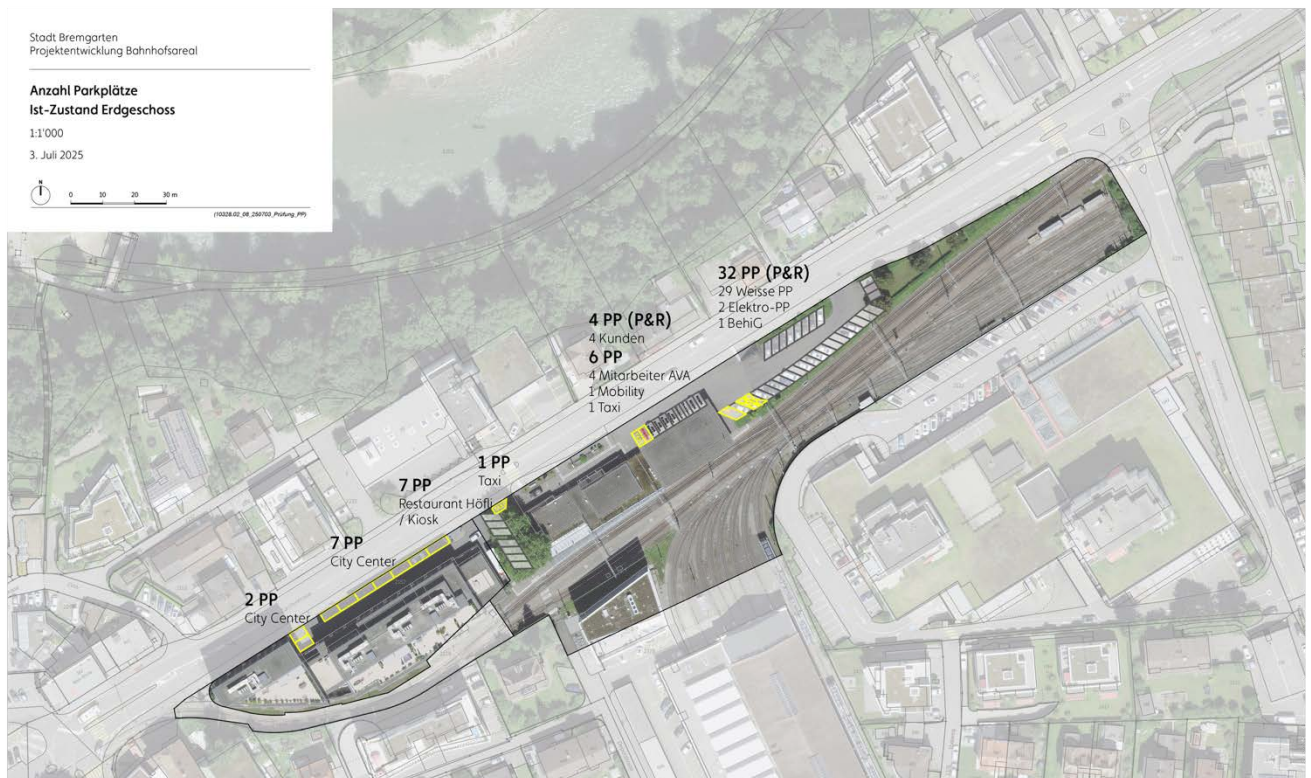 Stadt Bremgarten
Projektentwicklung Bahnhofsareal
Anzahl Parkplätze
Ist-Zustand Erdgeschoss
1:1'000
3. Juli 2025
N
0 10 20 30 m
(10328.02_08_250703_Prüfung_PP)
32 PP (P&R)
29 Weisse PP
2 Elektro-PP
1 BehiG
4 PP (P&R)
4 Kunden
6 PP
4 Mitarbeiter AVA
1 Mobility
1 Taxi
1 PP
Taxi
7 PP
Restaurant Höfli
/ Kiosk
7 PP
City Center
2 PP
City Center